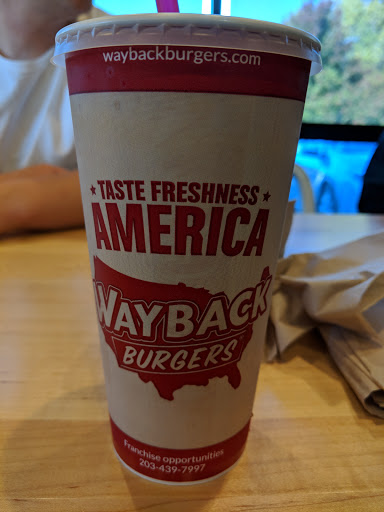 waybackburgers.com
TASTE FRESHNESS
AMERICA
WAYBACK
BURGERS
Franchise opportunities
203-439-7997